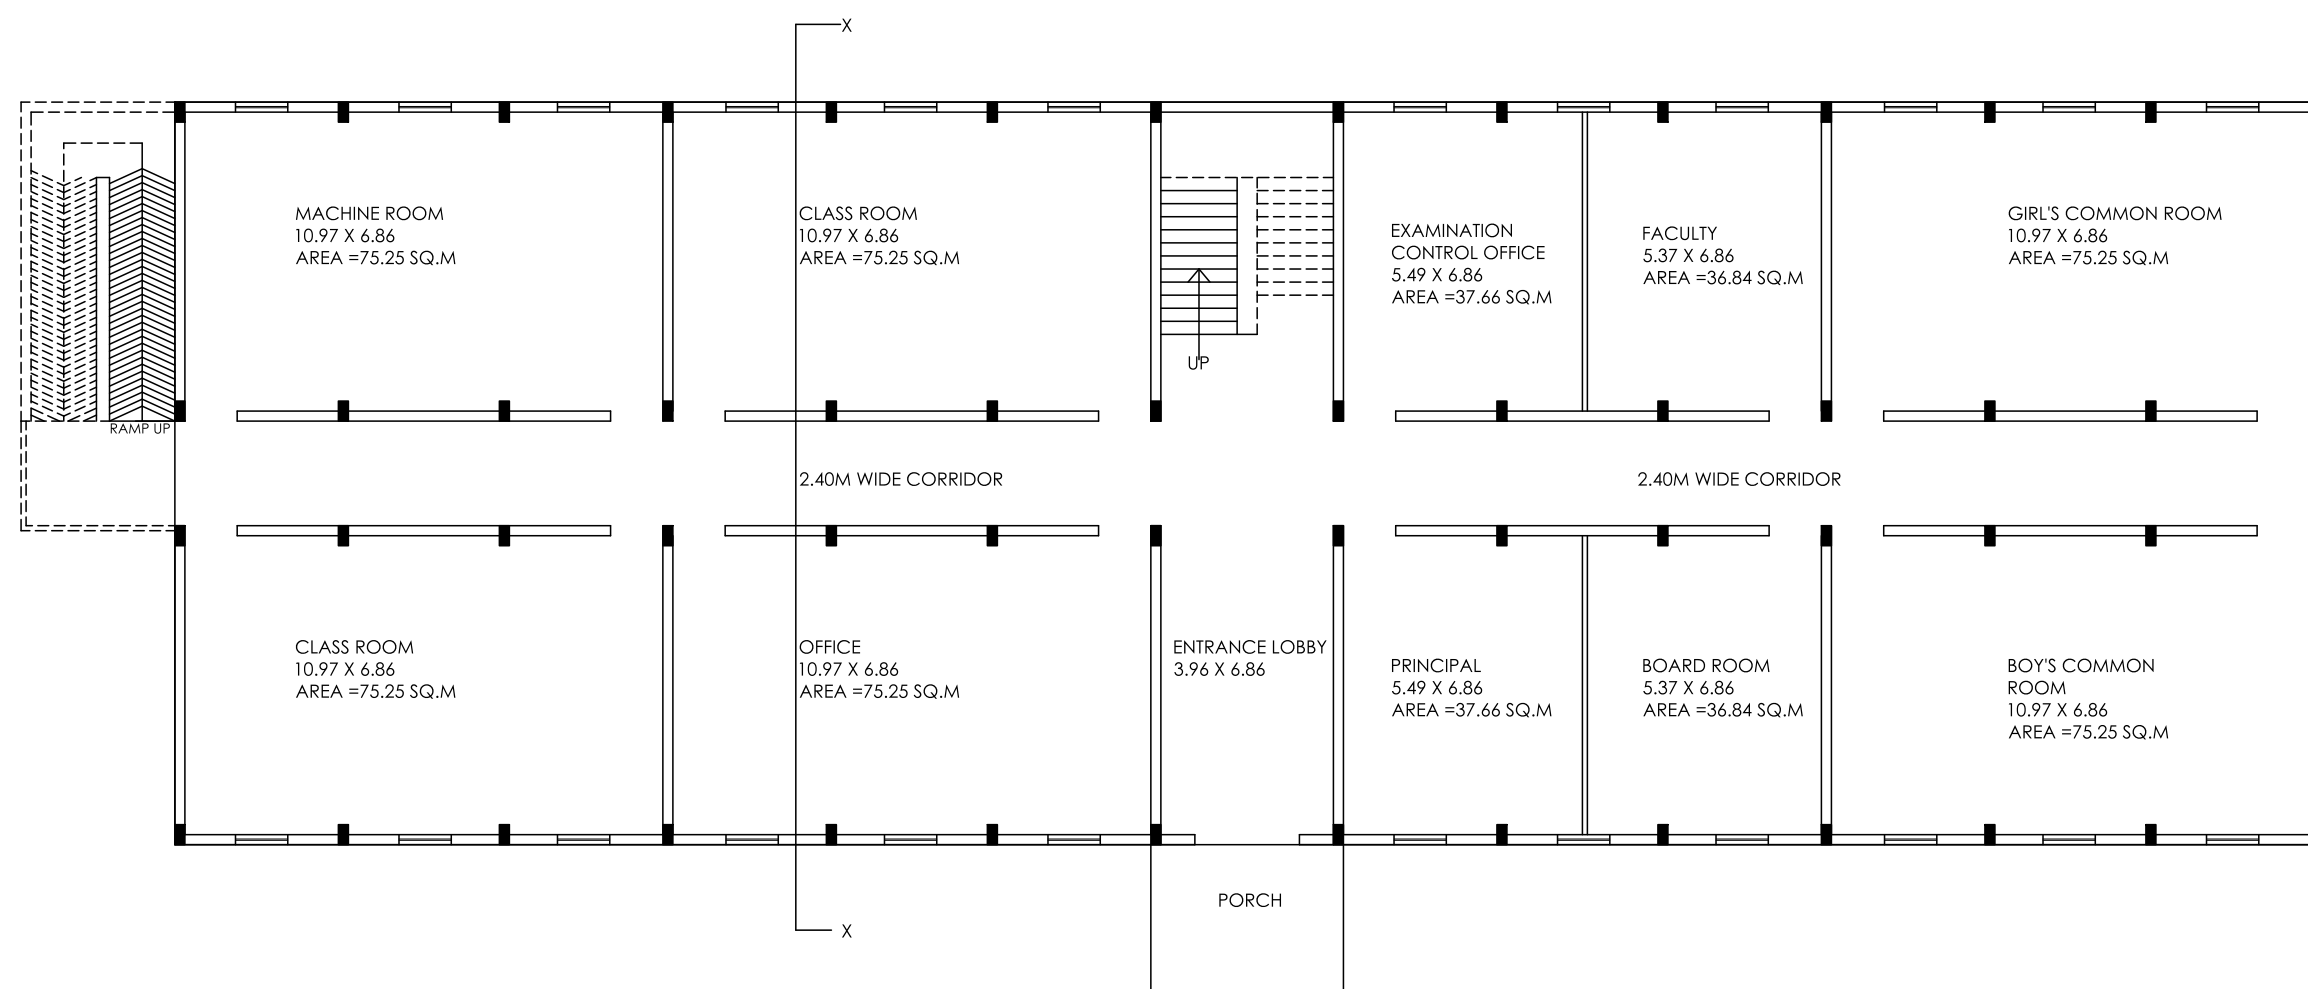 X
MACHINE ROOM
10.97 X 6.86
AREA =75.25 SQ.M
CLASS ROOM
10.97 X 6.86
AREA =75.25 SQ.M
UP
EXAMINATION
CONTROL OFFICE
5.49 X 6.86
AREA =37.66 SQ.M
FACULTY
5.37 X 6.86
AREA =36.84 SQ.M
GIRL'S COMMON ROOM
10.97 X 6.86
AREA =75.25 SQ.M
RAMP UP
2.40M WIDE CORRIDOR
2.40M WIDE CORRIDOR
CLASS ROOM
10.97 X 6.86
AREA =75.25 SQ.M
OFFICE
10.97 X 6.86
AREA =75.25 SQ.M
ENTRANCE LOBBY
3.96 X 6.86
PRINCIPAL
5.49 X 6.86
AREA =37.66 SQ.M
BOARD ROOM
5.37 X 6.86
AREA =36.84 SQ.M
BOY'S COMMON
ROOM
10.97 X 6.86
AREA =75.25 SQ.M
PORCH
X